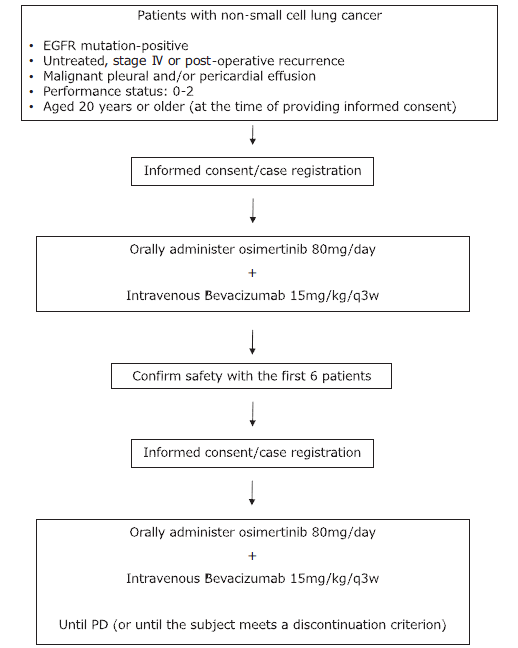 Patients with non-small cell lung cancer
• EGFR mutation-positive
• Untreated, stage Ⅳ or post-operative recurrence
• Malignant pleural and/or pericardial effusion
• Performance status: 0-2
• Aged 20 years or older (at the time of providing informed consent)
Informed consent/case registration
Orally administer osimertinib 80mg/day
+
Intravenous Bevacizumab 15mg/kg/q3w
Confirm safety with the first 6 patients
Informed consent/case registration
Orally administer osimertinib 80mg/day
+
Intravenous Bevacizumab 15mg/kg/q3w
Until PD (or until the subject meets a discontinuation criterion)